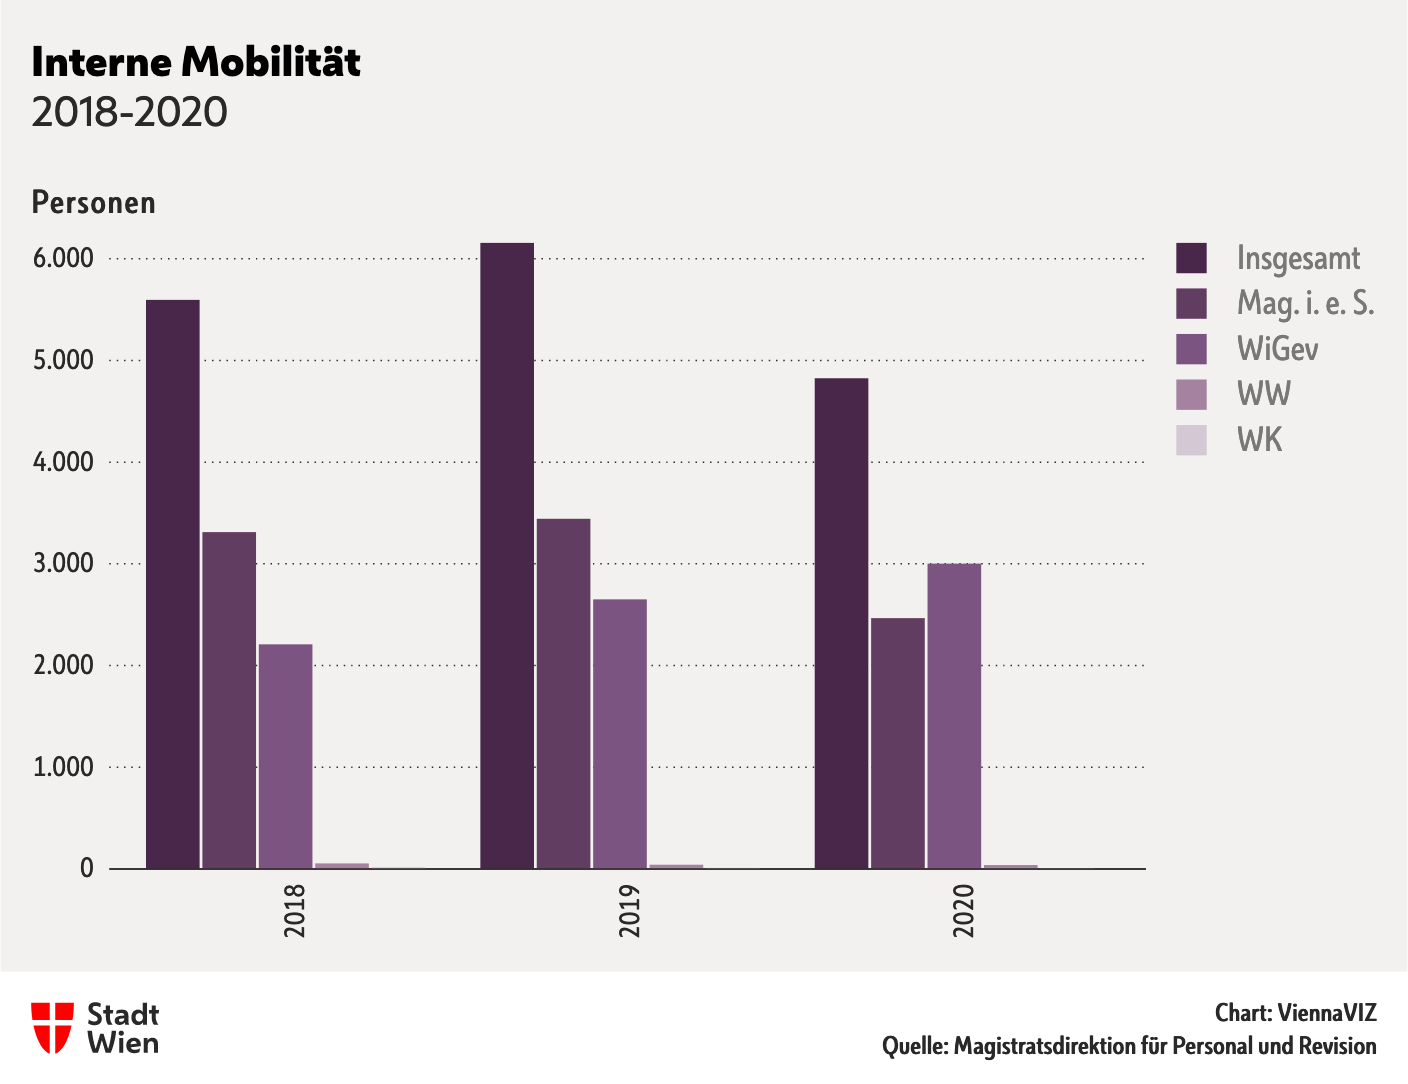 Interne Mobilität
2018-2020
Personen
6.000
5.000
4.000
3.000
2.000
1.000
0
2018
2019
2020
Insgesamt
Mag. i. e. S.
WiGev
WW
WK
Stadt
Wien
Chart: ViennaVIZ
Quelle: Magistratsdirektion für Personal und Revision